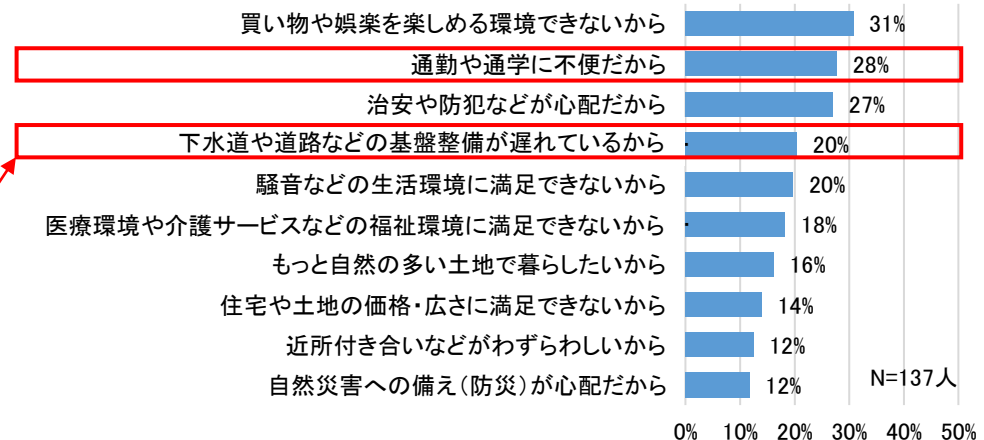 買い物や娯楽を楽しめる環境できないから 31%
通勤や通学に不便だから 28%
治安や防犯などが心配だから 27%
下水道や道路などの基盤整備が遅れているから 20%
騒音などの生活環境に満足できないから 20%
医療環境や介護サービスなどの福祉環境に満足できないから 18%
もっと自然の多い土地で暮らしたいから 16%
住宅や土地の価格・広さに満足できないから 14%
近所付き合いなどがわずらわしいから 12%
自然災害への備え(防災)が心配だから 12%
N=137人
0% 10% 20% 30% 40% 50%